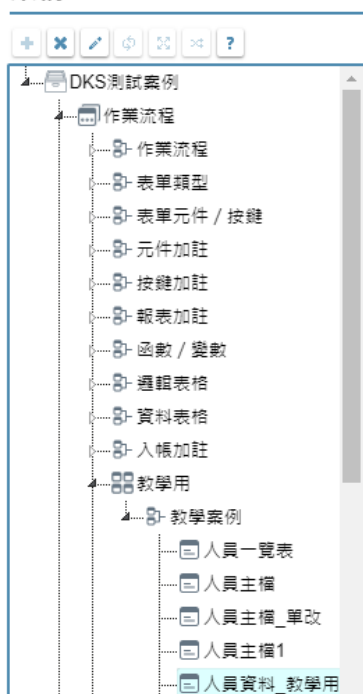 ?
DKS測試案例
作業流程
作業流程
表單類型
表單元件 / 按鍵
元件加註
按鍵加註
報表加註
函數 / 變數
邏輯表格
資料表格
入帳加註
教學用
教學案例
人員一覽表
人員主檔
人員主檔_單改
人員主檔1
人員資料_教學用